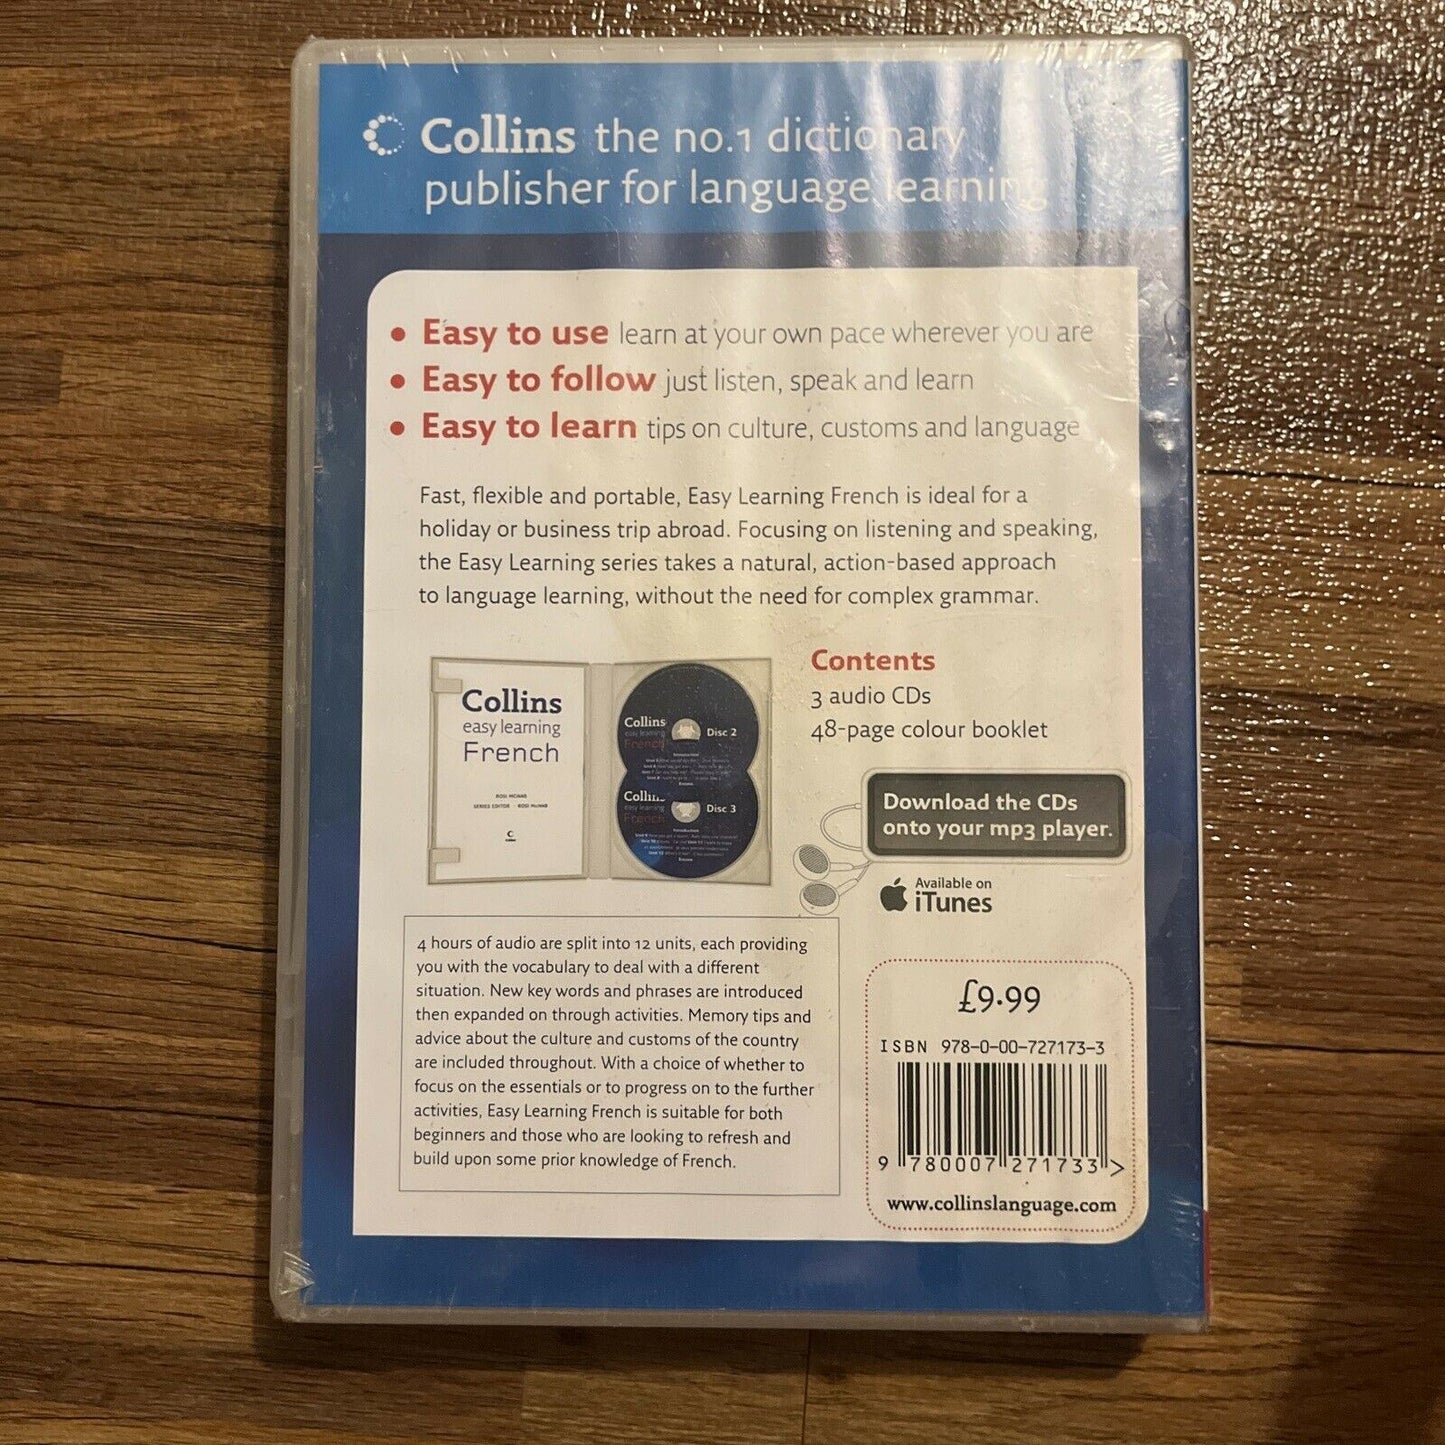 Collins the no.1 dictionary
publisher for language learning
• Easy to use learn at your own pace wherever you are
• Easy to follow just listen, speak and learn
• Easy to learn tips on culture, customs and language
Fast, flexible and portable, Easy Learning French is ideal for a
holiday or business trip abroad. Focusing on listening and speaking,
the Easy Learning series takes a natural, action-based approach
to language learning, without the need for complex grammar.
Collins
easy learning
French
ROSI MCNAB
SERIES EDITOR · ROSI McNAB
Collins
easy learning
French
Disc 2
Collins
easy learning
French
Disc 3
Contents
3 audio CDs
48-page colour booklet
Download the CDs
onto your mp3 player.
Available on
iTunes
4 hours of audio are split into 12 units, each providing
you with the vocabulary to deal with a different
situation. New key words and phrases are introduced
then expanded on through activities. Memory tips and
advice about the culture and customs of the country
are included throughout. With a choice of whether to
focus on the essentials or to progress on to the further
activities, Easy Learning French is suitable for both
beginners and those who are looking to refresh and
build upon some prior knowledge of French.
£9.99
ISBN 978-0-00-727173-3
9 780007 271733 >
www.collinslanguage.com